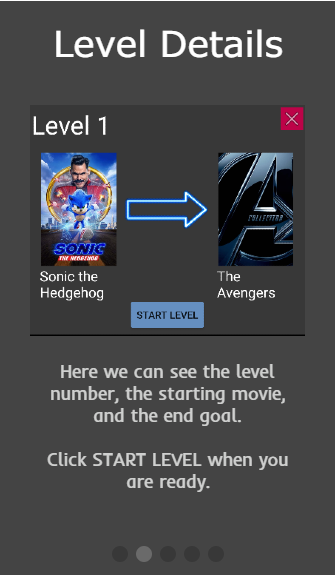 Level Details
Level 1
SONIC
THE HEDGEHOG
COLLECTION
Sonic the
Hedgehog
The
Avengers
START LEVEL
Here we can see the level
number, the starting movie,
and the end goal.
Click START LEVEL when you
are ready.